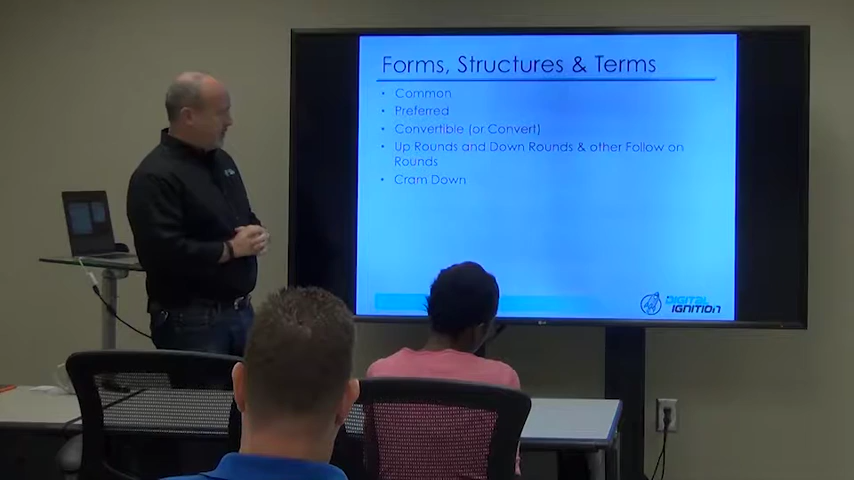 Forms, Structures & Terms
• Common
• Preferred
• Convertible (or Convert)
• Up Rounds and Down Rounds & other Follow on
Rounds
• Cram Down
DIGITAL
IGNITION
LG